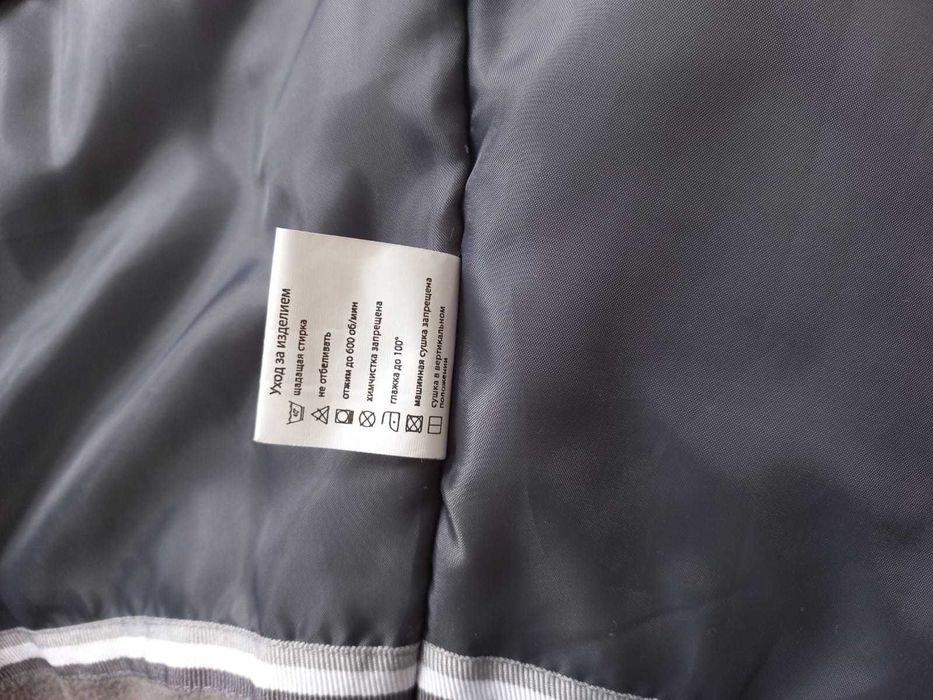 Уход за изделием
40 щадящая стирка
не отбеливать
отжим до 600 об/мин
химчистка запрещена
глажка до 100°
машинная сушка запрещена
сушка в вертикальном
положении